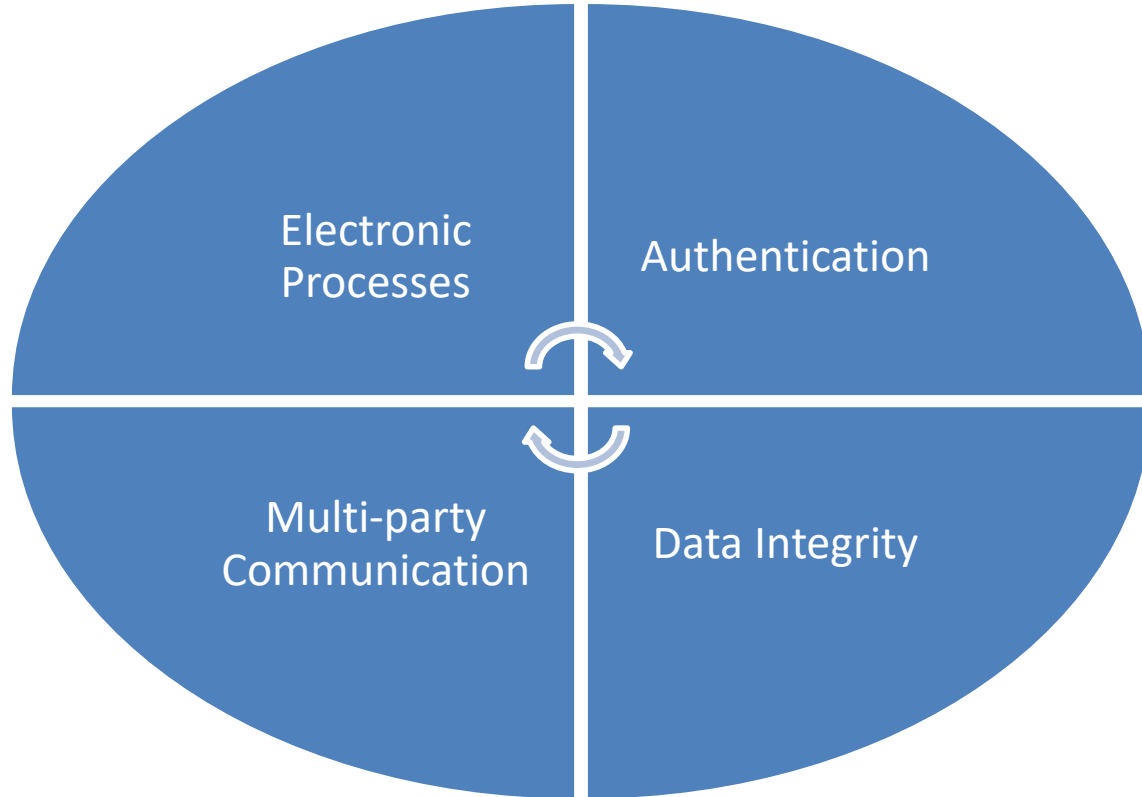 Electronic
Processes
Authentication
Multi-party
Communication
Data Integrity